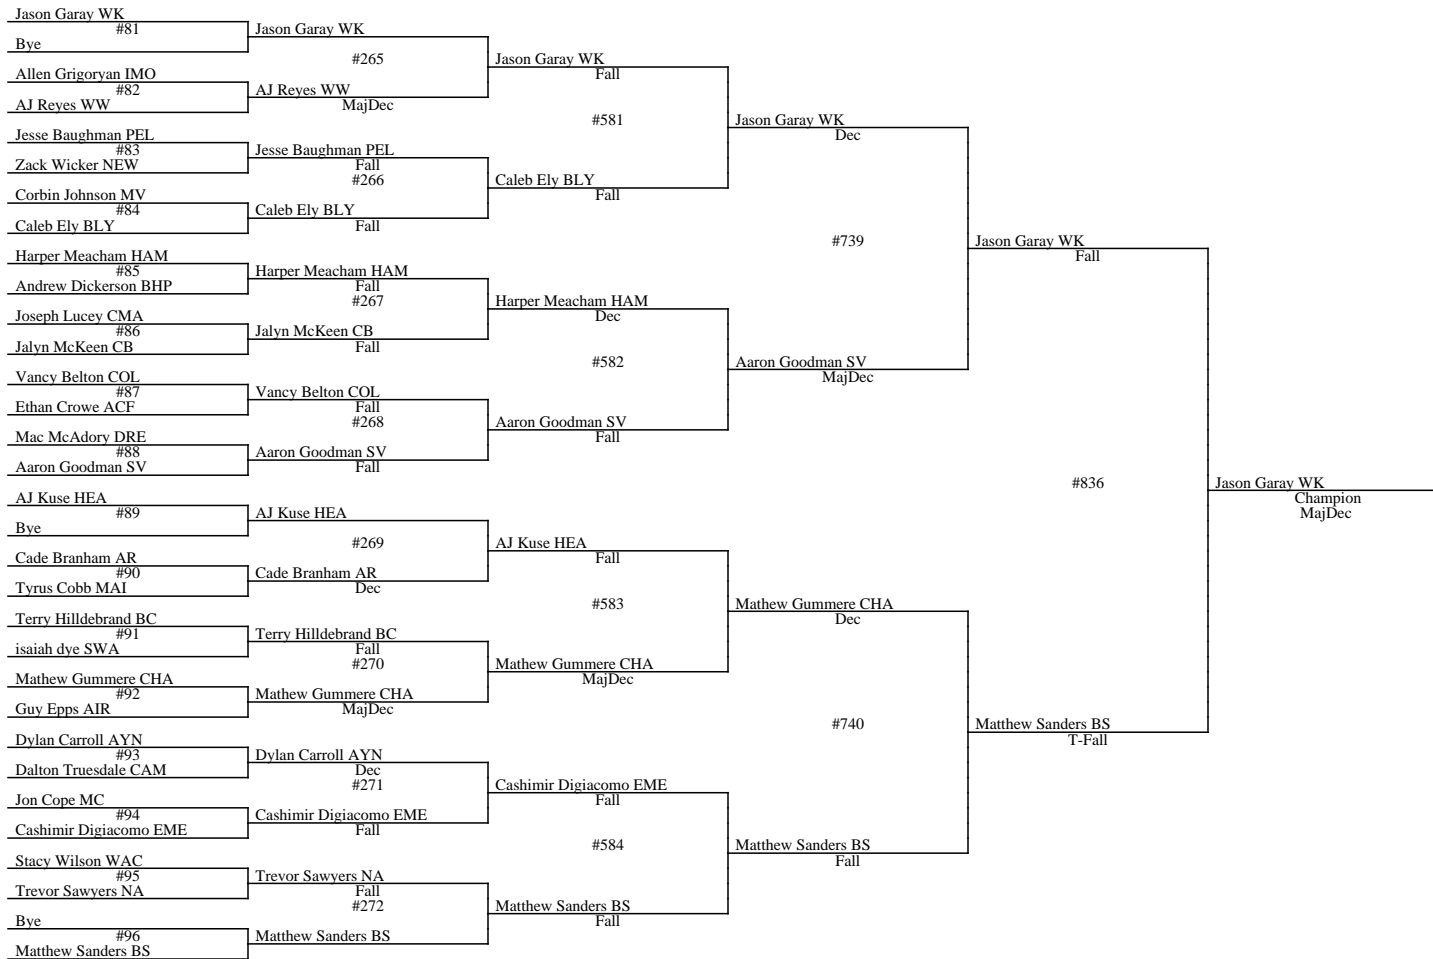 Jason Garay WK
#81
Bye
Allen Grigoryan IMO
#82
AJ Reyes WW
Jesse Baughman PEL
#83
Zack Wicker NEW
Corbin Johnson MV
#84
Caleb Ely BLY
Harper Meacham HAM
#85
Andrew Dickerson BHP
Joseph Lucey CMA
#86
Jalyn McKeen CB
Vancy Belton COL
#87
Ethan Crowe ACF
Mac McAdory DRE
#88
Aaron Goodman SV
AJ Kuse HEA
#89
Bye
Cade Branham AR
#90
Tyrus Cobb MAI
Terry Hilldebrand BC
#91
isaiah dye SWA
Mathew Gummere CHA
#92
Guy Epps AIR
Dylan Carroll AYN
#93
Dalton Truesdale CAM
Jon Cope MC
#94
Cashimir Digiacomo EME
Stacy Wilson WAC
#95
Trevor Sawyers NA
Bye
#96
Matthew Sanders BS
Jason Garay WK
#265
AJ Reyes WW
MajDec
Jesse Baughman PEL
Fall
#266
Caleb Ely BLY
Fall
Harper Meacham HAM
Fall
#267
Jalyn McKeen CB
Fall
Vancy Belton COL
Fall
#268
Aaron Goodman SV
Fall
AJ Kuse HEA
#269
Cade Branham AR
Dec
Terry Hilldebrand BC
Fall
#270
Mathew Gummere CHA
MajDec
Dylan Carroll AYN
Dec
#271
Cashimir Digiacomo EME
Fall
Trevor Sawyers NA
Fall
#272
Matthew Sanders BS
Jason Garay WK
Fall
#581
Caleb Ely BLY
Fall
Harper Meacham HAM
Dec
#582
Aaron Goodman SV
Fall
AJ Kuse HEA
Fall
#583
Mathew Gummere CHA
MajDec
Cashimir Digiacomo EME
Fall
#584
Matthew Sanders BS
Fall
Jason Garay WK
Dec
#739
Aaron Goodman SV
MajDec
Mathew Gummere CHA
Dec
#740
Matthew Sanders BS
Fall
Jason Garay WK
Fall
#836
Matthew Sanders BS
T-Fall
Jason Garay WK
Champion
MajDec